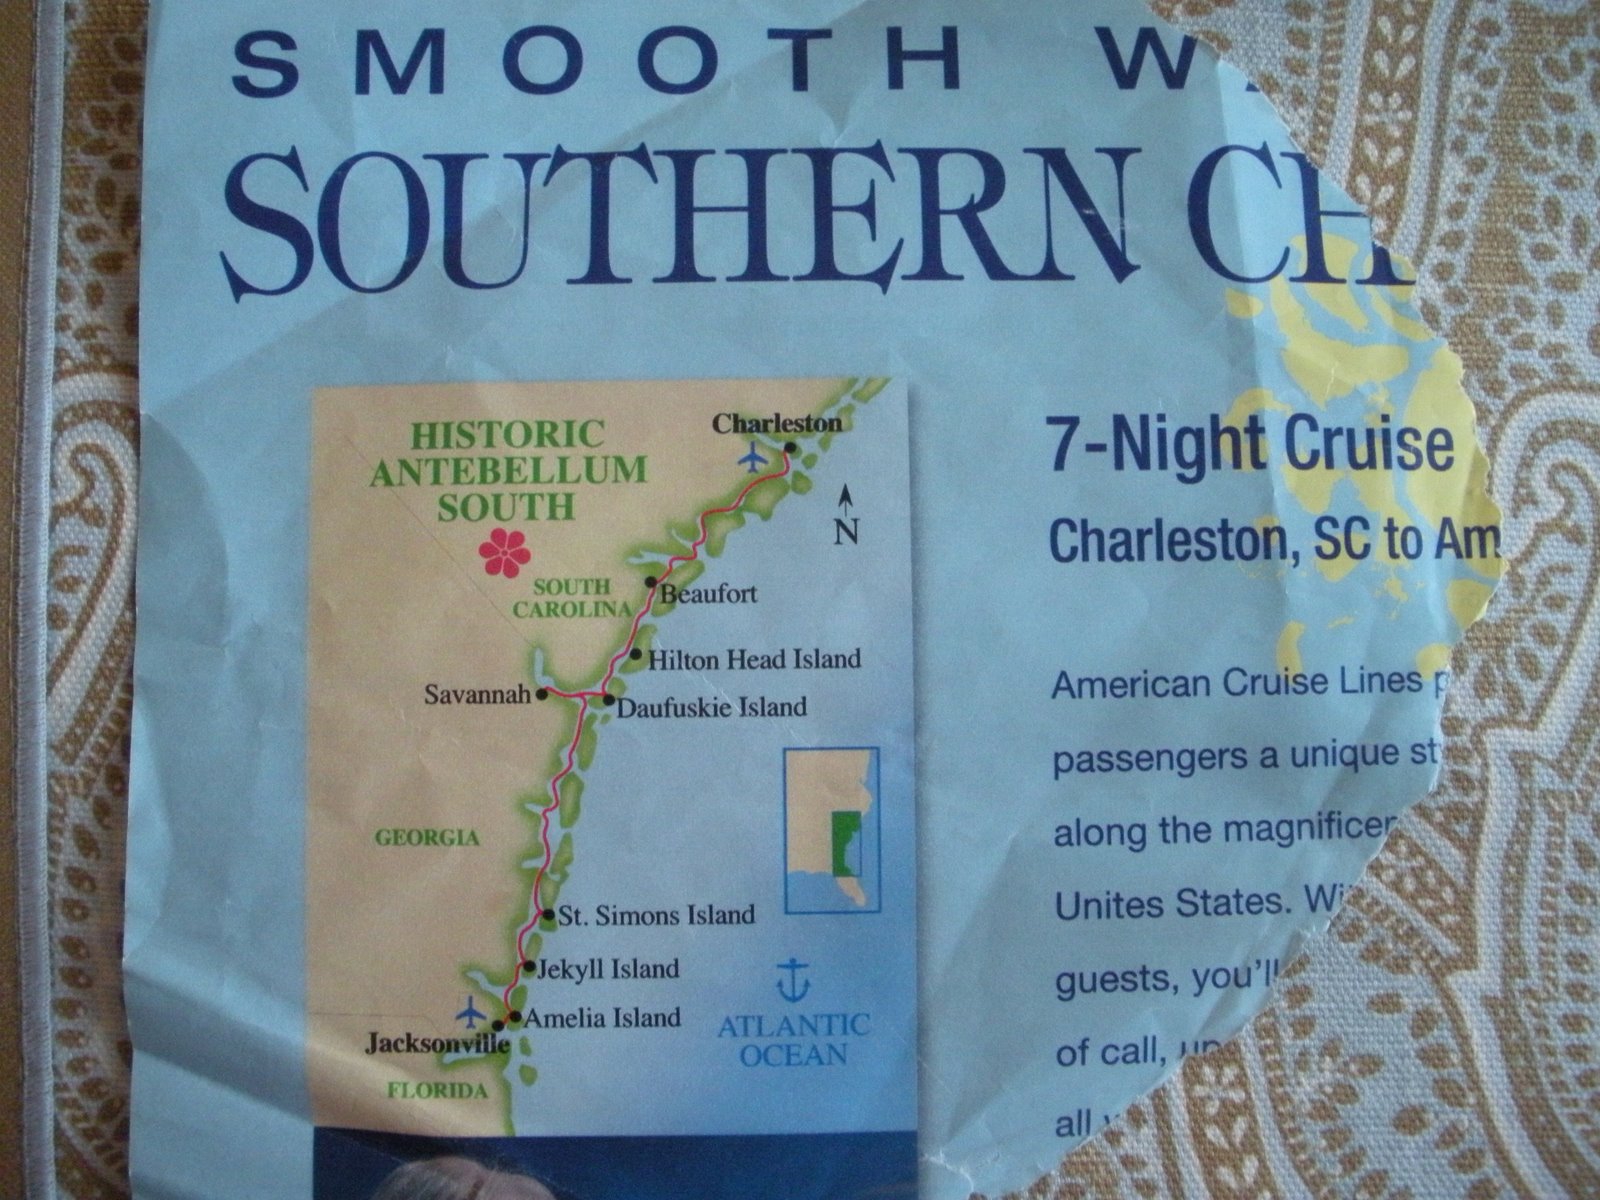 SMOOTH
SOUTHERN
HISTORIC
ANTEBELLUM
SOUTH
Charleston
N
SOUTH
CAROLINA
Beaufort
Hilton Head Island
Savannah
Daufuskie Island
GEORGIA
St. Simons Island
Jekyll Island
Amelia Island
Jacksonville
FLORIDA
ATLANTIC
OCEAN
7-Night Cruise
Charleston, SC to Am
American Cruise Lines
passengers a unique
along the magnificen
Unites States.
guests, you'll
of call,
all